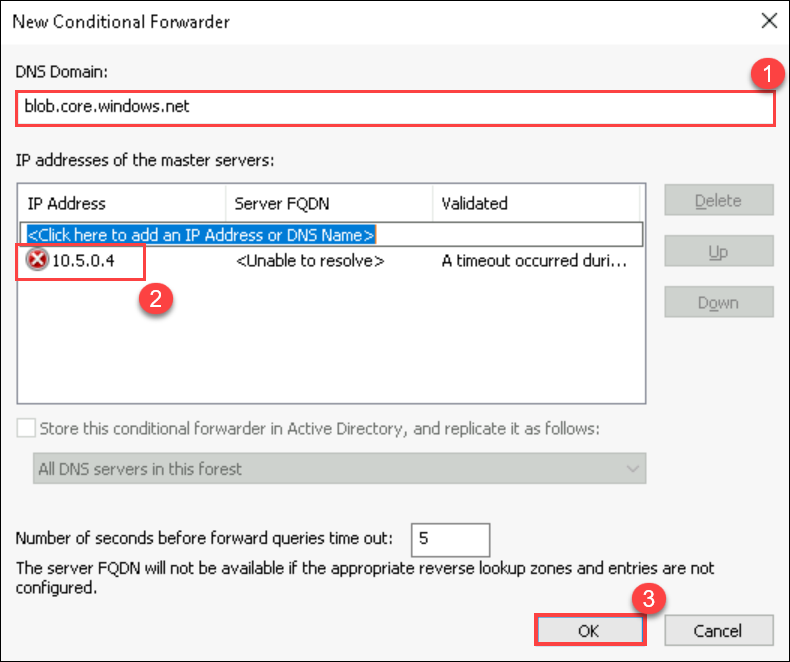 New Conditional Forwarder
DNS Domain:
1
blob.core.windows.net
IP addresses of the master servers:
IP Address Server FQDN Validated
Delete
<Click here to add an IP Address or DNS Name>
10.5.0.4 <Unable to resolve> A timeout occurred duri...
Up
2
Down
Store this conditional forwarder in Active Directory, and replicate it as follows:
All DNS servers in this forest
Number of seconds before forward queries time out: 5
The server FQDN will not be available if the appropriate reverse lookup zones and entries are not
configured.
3
OK Cancel